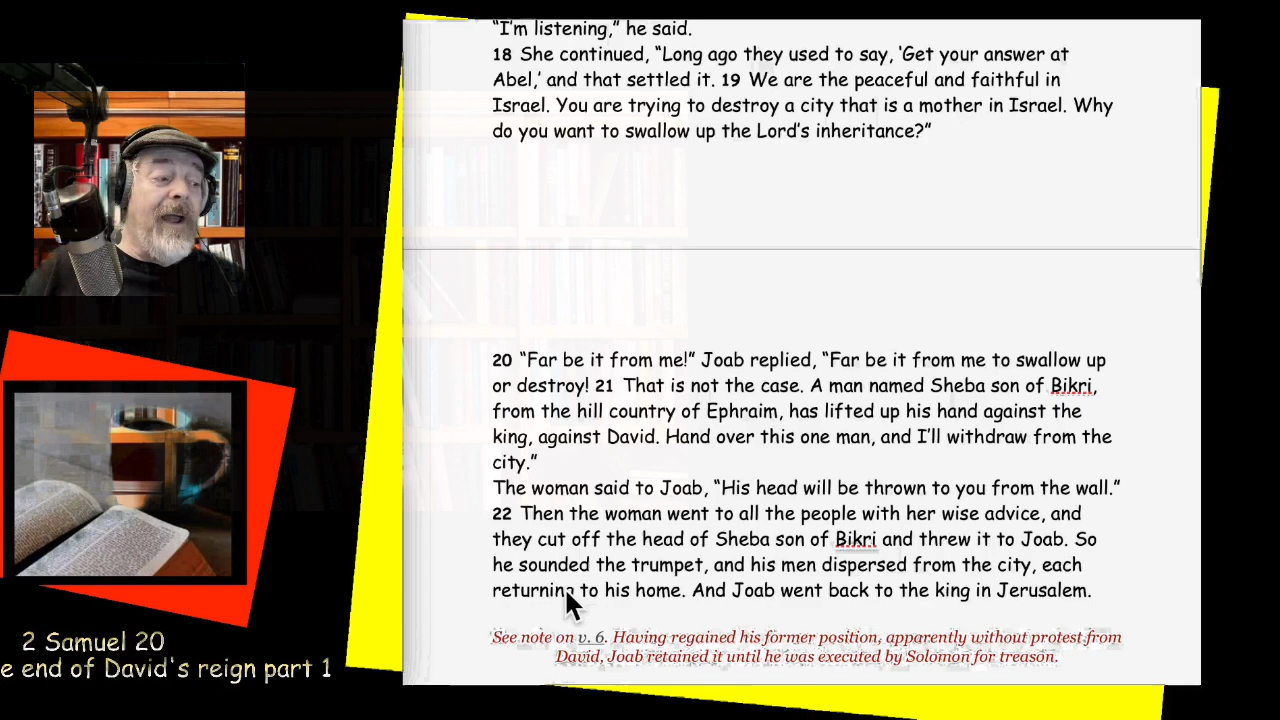 “I’m listening,” he said.
18 She continued, “Long ago they used to say, ‘Get your answer at
Abel,’ and that settled it. 19 We are the peaceful and faithful in
Israel. You are trying to destroy a city that is a mother in Israel. Why
do you want to swallow up the Lord’s inheritance?”
20 “Far be it from me!” Joab replied, “Far be it from me to swallow up
or destroy! 21 That is not the case. A man named Sheba son of Bikri,
from the hill country of Ephraim, has lifted up his hand against the
king, against David. Hand over this one man, and I’ll withdraw from the
city.”
The woman said to Joab, “His head will be thrown to you from the wall.”
22 Then the woman went to all the people with her wise advice, and
they cut off the head of Sheba son of Bikri and threw it to Joab. So
he sounded the trumpet, and his men dispersed from the city, each
returning to his home. And Joab went back to the king in Jerusalem.
See note on v. 6. Having regained his former position, apparently without protest from
David, Joab retained it until he was executed by Solomon for treason.
2 Samuel 20
e end of David's reign part 1